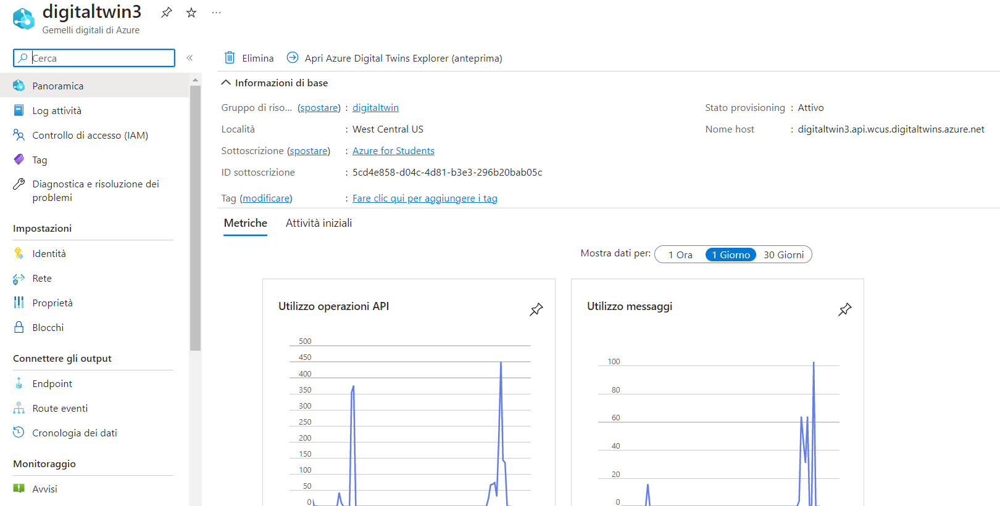 digitaltwin3
Gemelli digitali di Azure
Cerca
Panoramica
Log attività
Controllo di accesso (IAM)
Tag
Diagnostica e risoluzione dei
problemi
Impostazioni
Identità
Rete
Proprietà
Blocchi
Connettere gli output
Endpoint
Route eventi
Cronologia dei dati
Monitoraggio
Avvisi
Elimina
Apri Azure Digital Twins Explorer (anteprima)
Informazioni di base
Gruppo di riso... (spostare) : digitaltwin
Località : West Central US
Sottoscrizione (spostare) : Azure for Students
ID sottoscrizione : 5cd4e858-d04c-4d81-b3e3-296b20bab05c
Tag (modificare) : Fare clic qui per aggiungere i tag
Stato provisioning : Attivo
Nome host : digitaltwin3.api.wcus.digitaltwins.azure.net
Metriche Attività iniziali
Mostra dati per: 1 Ora 1 Giorno 30 Giorni
Utilizzo operazioni API
500
450
400
350
300
250
200
150
100
50
0
Utilizzo messaggi
100
80
60
40
20
0